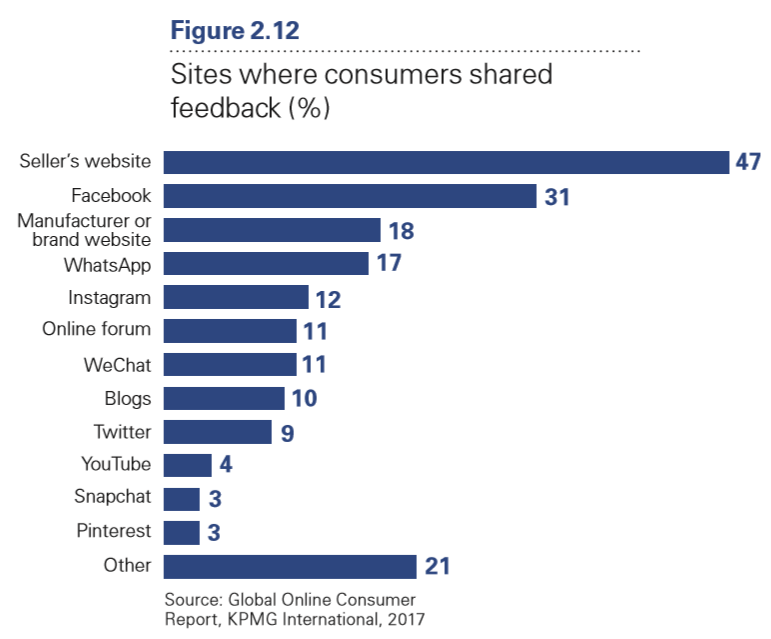 Figure 2.12
Sites where consumers shared
feedback (%)
Seller’s website 47
Facebook 31
Manufacturer or
brand website 18
WhatsApp 17
Instagram 12
Online forum 11
WeChat 11
Blogs 10
Twitter 9
YouTube 4
Snapchat 3
Pinterest 3
Other 21
Source: Global Online Consumer
Report, KPMG International, 2017